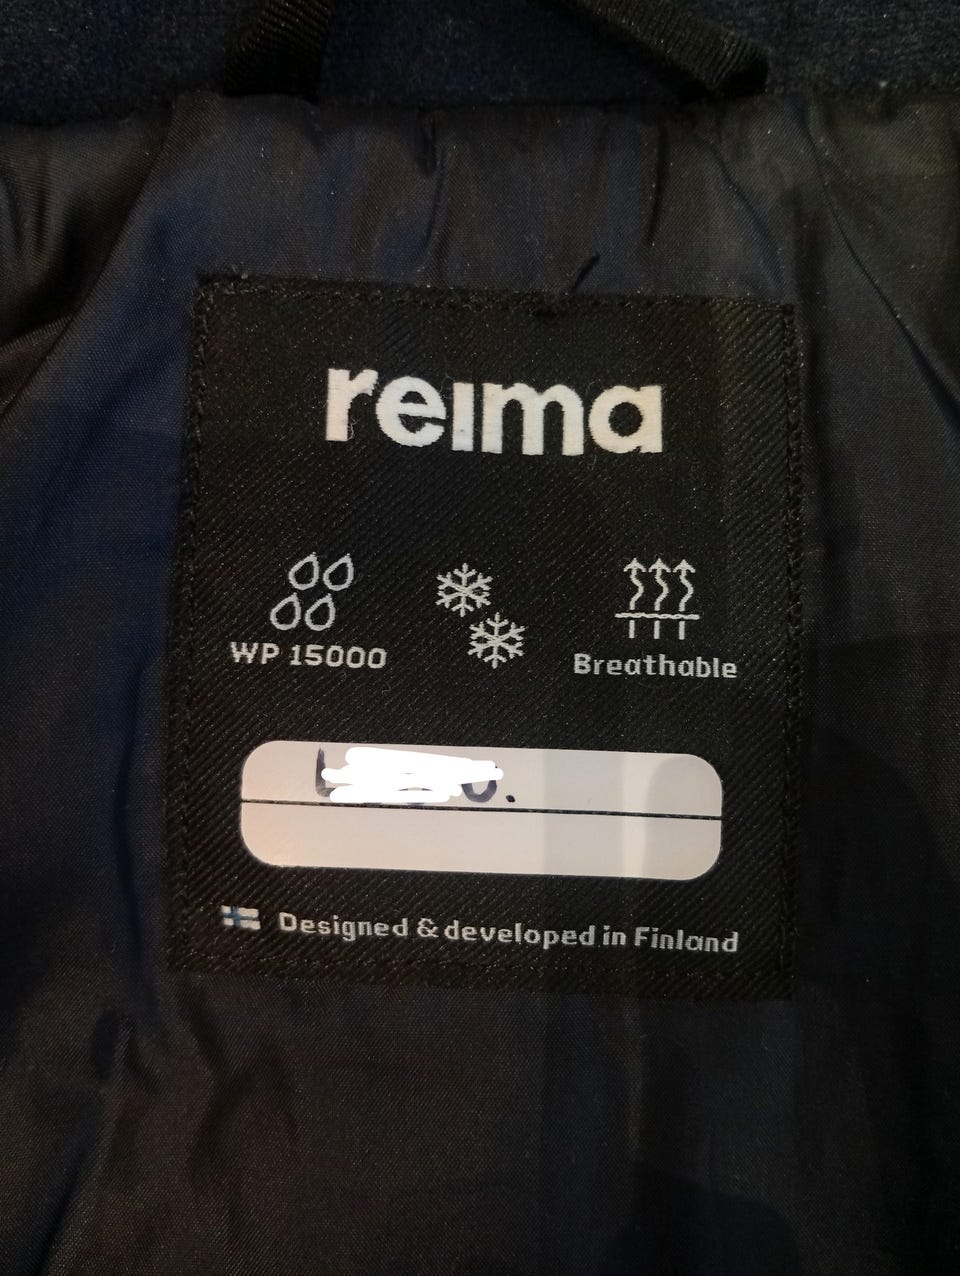 reima
WP 15000
Breathable
Designed & developed in Finland